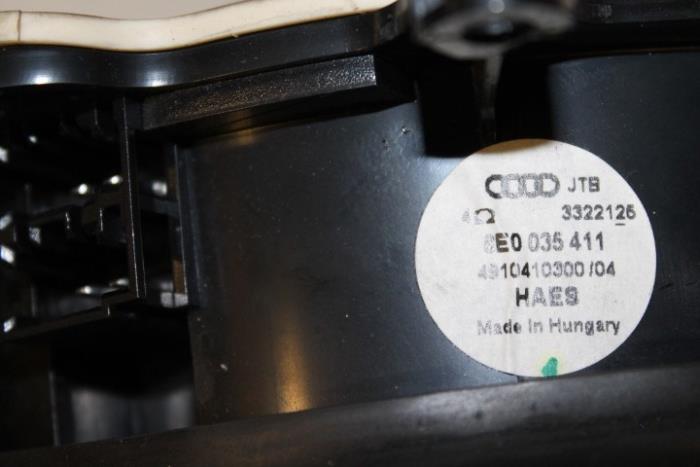 JTB
4Ω 3322126
8E0 035 411
4910410300/04
HAES
Made in Hungary